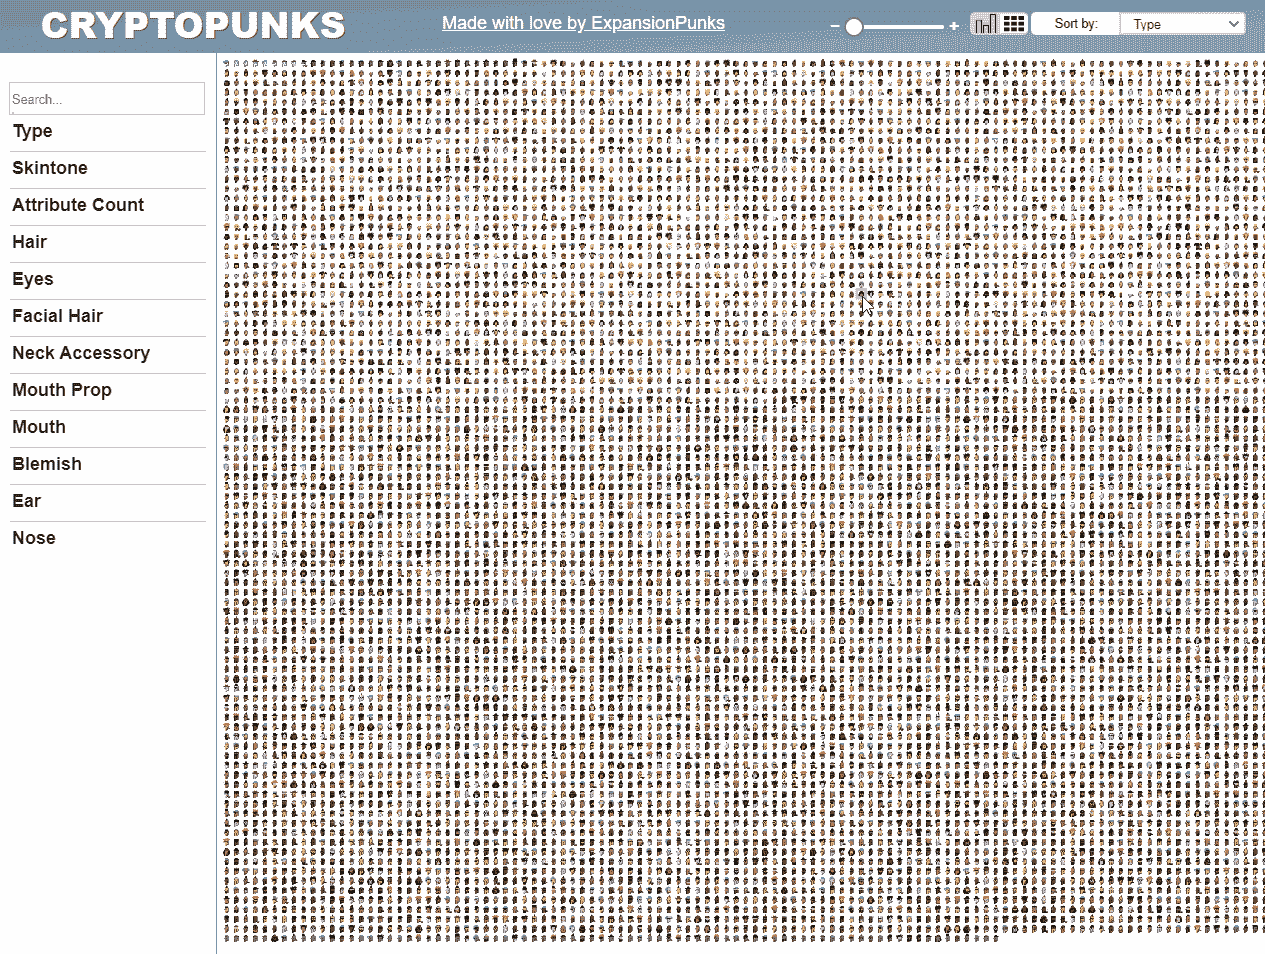 CRYPTOPUNKS
Made with love by ExpansionPunks
− +
Sort by: Type
Search...
Type
Skintone
Attribute Count
Hair
Eyes
Facial Hair
Neck Accessory
Mouth Prop
Mouth
Blemish
Ear
Nose